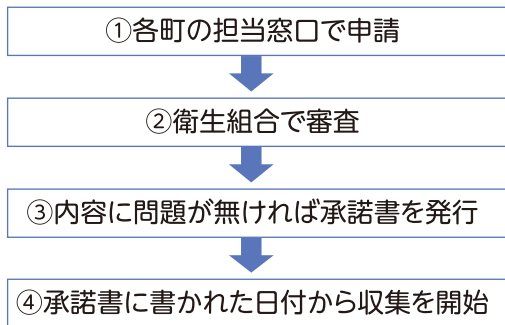 ①各町の担当窓口で申請
②衛生組合で審査
③内容に問題が無ければ承諾書を発行
④承諾書に書かれた日付から収集を開始